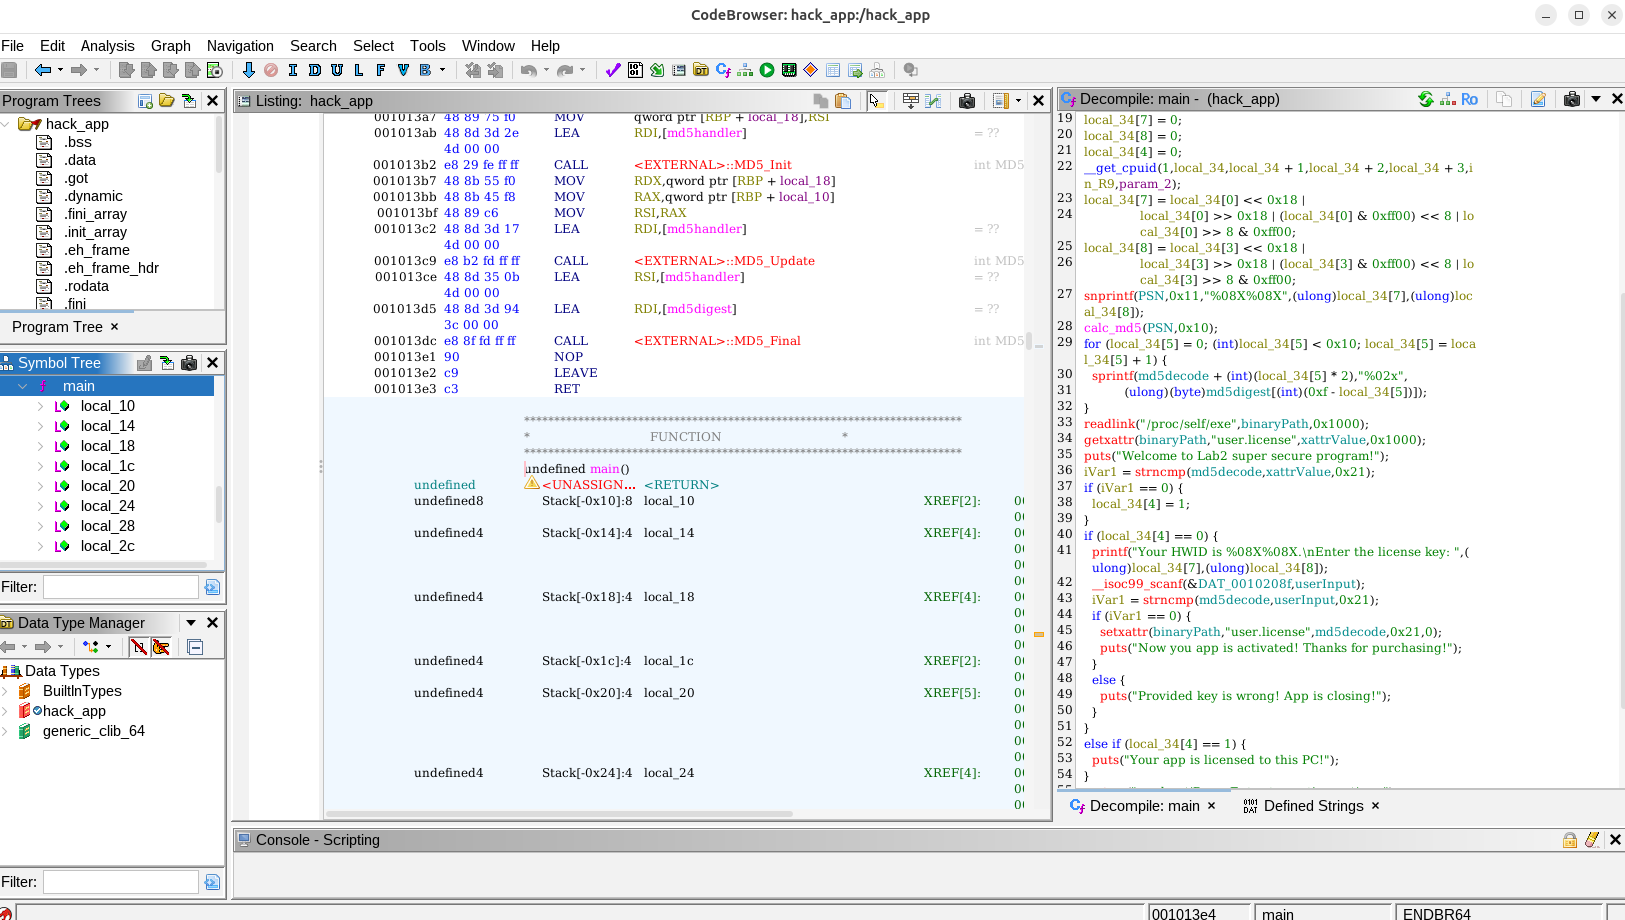 CodeBrowser: hack_app:/hack_app
File Edit Analysis Graph Navigation Search Select Tools Window Help
I D U L F V B
Program Trees
hack_app
.bss
.data
.got
.dynamic
.fini_array
.init_array
.eh_frame
.eh_frame_hdr
.rodata
.fini
Program Tree ×
Symbol Tree
f main
local_10
local_14
local_18
local_1c
local_20
local_24
local_28
local_2c
Filter:
Data Type Manager
Data Types
BuiltInTypes
hack_app
generic_clib_64
Filter:
Listing: hack_app
001013a7 48 89 75 f0 MOV qword ptr [RBP + local_18],RSI
001013ab 48 8d 3d 2e LEA RDI,[md5handler] = ??
4d 00 00
001013b2 e8 29 fe ff ff CALL <EXTERNAL>::MD5_Init int MD5
001013b7 48 8b 55 f0 MOV RDX,qword ptr [RBP + local_18]
001013bb 48 8b 45 f8 MOV RAX,qword ptr [RBP + local_10]
001013bf 48 89 c6 MOV RSI,RAX
001013c2 48 8d 3d 17 LEA RDI,[md5handler] = ??
4d 00 00
001013c9 e8 b2 fd ff ff CALL <EXTERNAL>::MD5_Update int MD5
001013ce 48 8d 35 0b LEA RSI,[md5handler] = ??
4d 00 00
001013d5 48 8d 3d 94 LEA RDI,[md5digest] = ??
3c 00 00
001013dc e8 8f fd ff ff CALL <EXTERNAL>::MD5_Final int MD5
001013e1 90 NOP
001013e2 c9 LEAVE
001013e3 c3 RET
* FUNCTION *
undefined main()
undefined <UNASSIGN... <RETURN>
undefined8 Stack[-0x10]:8 local_10 XREF[2]:
undefined4 Stack[-0x14]:4 local_14 XREF[4]:
undefined4 Stack[-0x18]:4 local_18 XREF[4]:
undefined4 Stack[-0x1c]:4 local_1c XREF[2]:
undefined4 Stack[-0x20]:4 local_20 XREF[5]:
undefined4 Stack[-0x24]:4 local_24 XREF[4]:
Decompile: main - (hack_app)
Ro
19 local_34[7] = 0;
20 local_34[8] = 0;
21 local_34[4] = 0;
22 __get_cpuid(1,local_34,local_34 + 1,local_34 + 2,local_34 + 3,i
n_R9,param_2);
23 local_34[7] = local_34[0] << 0x18 |
24 local_34[0] >> 0x18 | (local_34[0] & 0xff00) << 8 | lo
cal_34[0] >> 8 & 0xff00;
25 local_34[8] = local_34[3] << 0x18 |
26 local_34[3] >> 0x18 | (local_34[3] & 0xff00) << 8 | lo
cal_34[3] >> 8 & 0xff00;
27 snprintf(PSN,0x11,"%08X%08X",(ulong)local_34[7],(ulong)loc
al_34[8]);
28 calc_md5(PSN,0x10);
29 for (local_34[5] = 0; (int)local_34[5] < 0x10; local_34[5] = loca
l_34[5] + 1) {
30 sprintf(md5decode + (int)(local_34[5] * 2),"%02x",
31 (ulong)(byte)md5digest[(int)(0xf - local_34[5])]);
32 }
33 readlink("/proc/self/exe",binaryPath,0x1000);
34 getxattr(binaryPath,"user.license",xattrValue,0x1000);
35 puts("Welcome to Lab2 super secure program!");
36 iVar1 = strncmp(md5decode,xattrValue,0x21);
37 if (iVar1 == 0) {
38 local_34[4] = 1;
39 }
40 if (local_34[4] == 0) {
41 printf("Your HWID is %08X%08X.\nEnter the license key: ",(
ulong)local_34[7],(ulong)local_34[8]);
42 __isoc99_scanf(&DAT_0010208f,userInput);
43 iVar1 = strncmp(md5decode,userInput,0x21);
44 if (iVar1 == 0) {
45 setxattr(binaryPath,"user.license",md5decode,0x21,0);
46 puts("Now you app is activated! Thanks for purchasing!");
47 }
48 else {
49 puts("Provided key is wrong! App is closing!");
50 }
51 }
52 else if (local_34[4] == 1) {
53 puts("Your app is licensed to this PC!");
54 }
Decompile: main × Defined Strings ×
Console - Scripting
001013e4 main ENDBR64